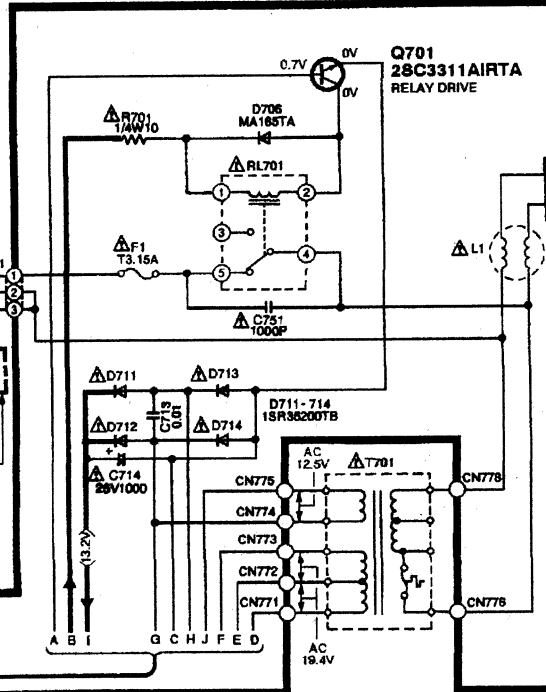 0V
Q701
2SC3311AIRTA
RELAY DRIVE
0.7V
0V
⚠R701
1/4W10
D706
MA165TA
⚠RL701
1
2
3
4
5
⚠F1
T3.15A
⚠L1
1
2
3
⚠C751
1000P
⚠D711
⚠D713
C713
0.01
D711-714
1SR35200TB
⚠D712
⚠D714
+
⚠C714
25V1000
(13.2V)
AC
12.5V
⚠T701
CN775
CN774
CN773
CN772
CN771
CN778
CN776
AC
19.4V
A B I G C H J F E D